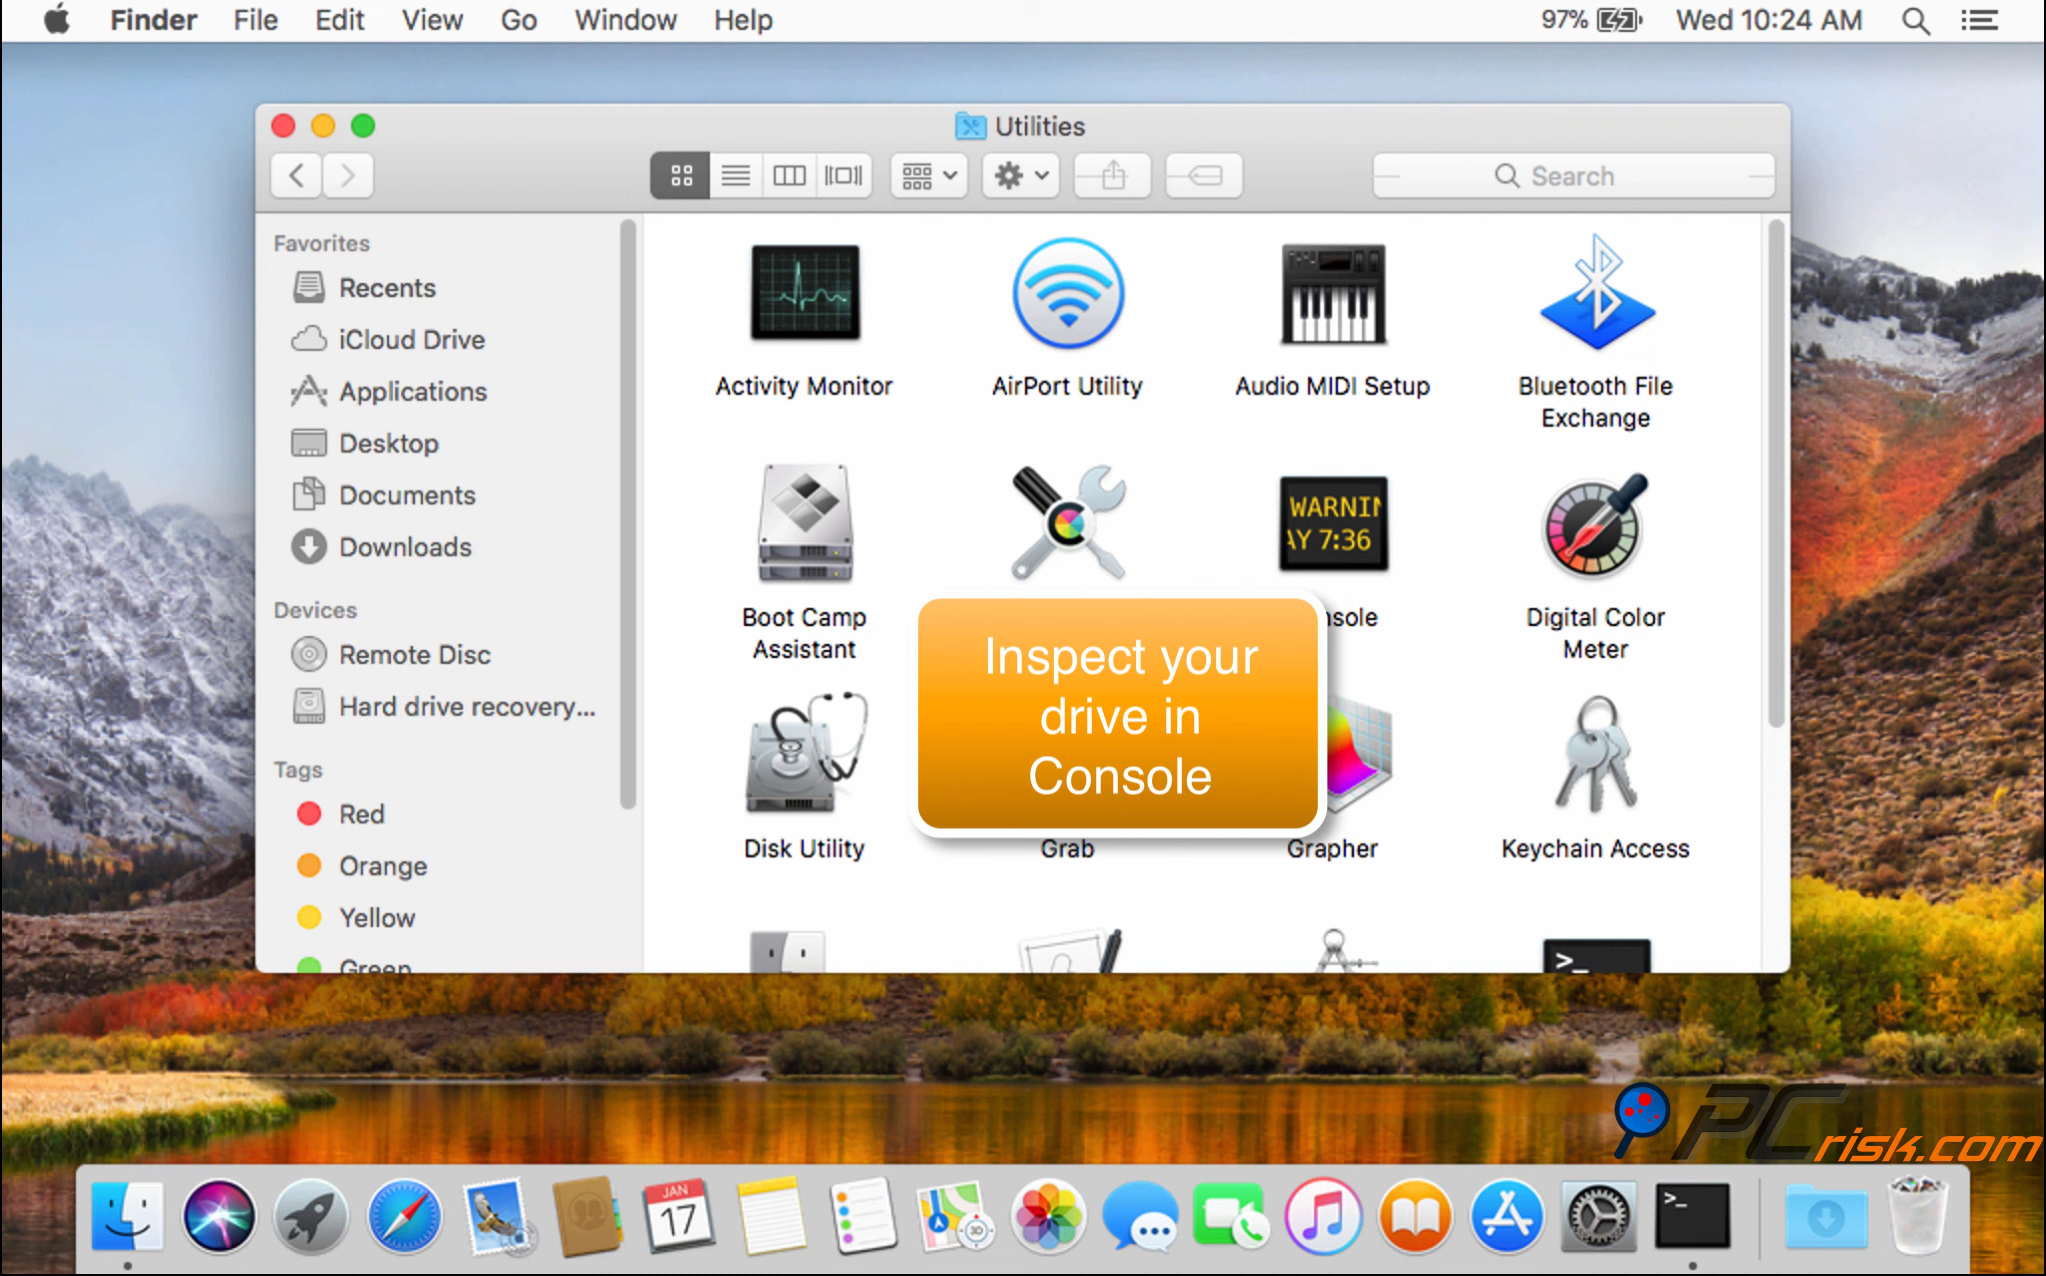 Finder File Edit View Go Window Help 97% Wed 10:24 AM
Utilities
Search
Favorites
Recents
iCloud Drive
Applications
Desktop
Documents
Downloads
Devices
Remote Disc
Hard drive recovery...
Tags
Red
Orange
Yellow
Green
Activity Monitor
AirPort Utility
Audio MIDI Setup
Bluetooth File
Exchange
Boot Camp
Assistant
WARNIN
AY 7:36
nsole
Digital Color
Meter
Inspect your
drive in
Console
Disk Utility
Grab
Grapher
Keychain Access
>_
PCrisk.com
JAN
17
3D
>_